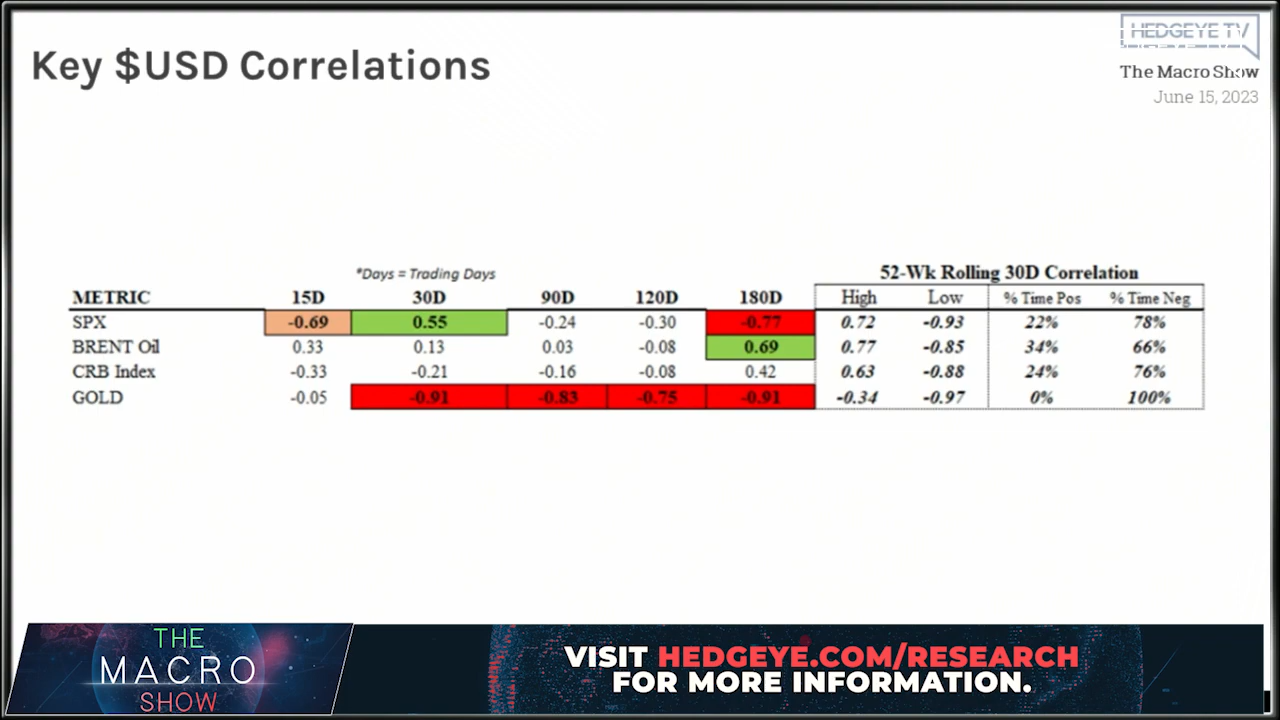 Key $USD Correlations
HEDGEYE TV
The Macro Show
June 15, 2023
*Days = Trading Days
52-Wk Rolling 30D Correlation
METRIC 15D 30D 90D 120D 180D High Low % Time Pos % Time Neg
SPX -0.69 0.55 -0.24 -0.30 -0.77 0.72 -0.93 22% 78%
BRENT Oil 0.33 0.13 0.03 -0.08 0.69 0.77 -0.85 34% 66%
CRB Index -0.33 -0.21 -0.16 -0.08 0.42 0.63 -0.88 24% 76%
GOLD -0.05 -0.91 -0.83 -0.75 -0.91 -0.34 -0.97 0% 100%
THE
MACRO
SHOW
VISIT HEDGEYE.COM/RESEARCH
FOR MORE INFORMATION.